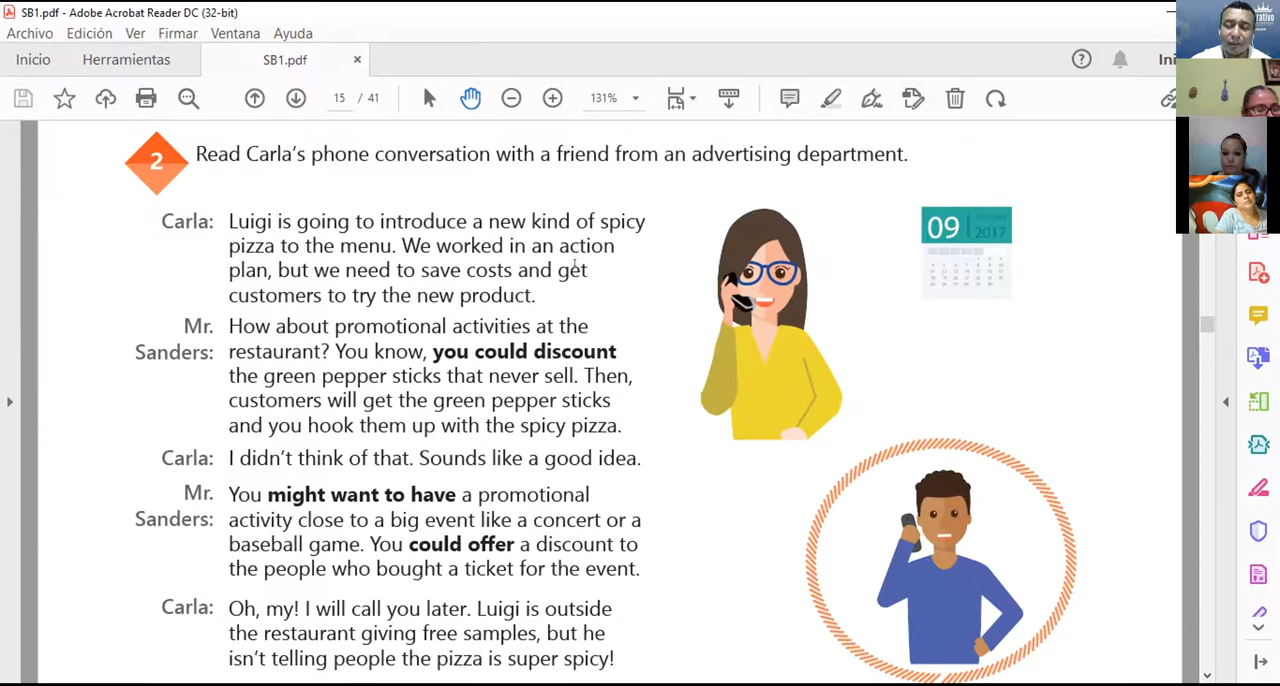 SB1.pdf - Adobe Acrobat Reader DC (32-bit)
Archivo Edición Ver Firmar Ventana Ayuda
Inicio Herramientas SB1.pdf × ?
15 / 41 131%
2 Read Carla's phone conversation with a friend from an advertising department.
Carla: Luigi is going to introduce a new kind of spicy
pizza to the menu. We worked in an action
plan, but we need to save costs and get
customers to try the new product.
Mr. How about promotional activities at the
Sanders: restaurant? You know, you could discount
the green pepper sticks that never sell. Then,
customers will get the green pepper sticks
and you hook them up with the spicy pizza.
Carla: I didn't think of that. Sounds like a good idea.
Mr. You might want to have a promotional
Sanders: activity close to a big event like a concert or a
baseball game. You could offer a discount to
the people who bought a ticket for the event.
Carla: Oh, my! I will call you later. Luigi is outside
the restaurant giving free samples, but he
isn't telling people the pizza is super spicy!
09
2017